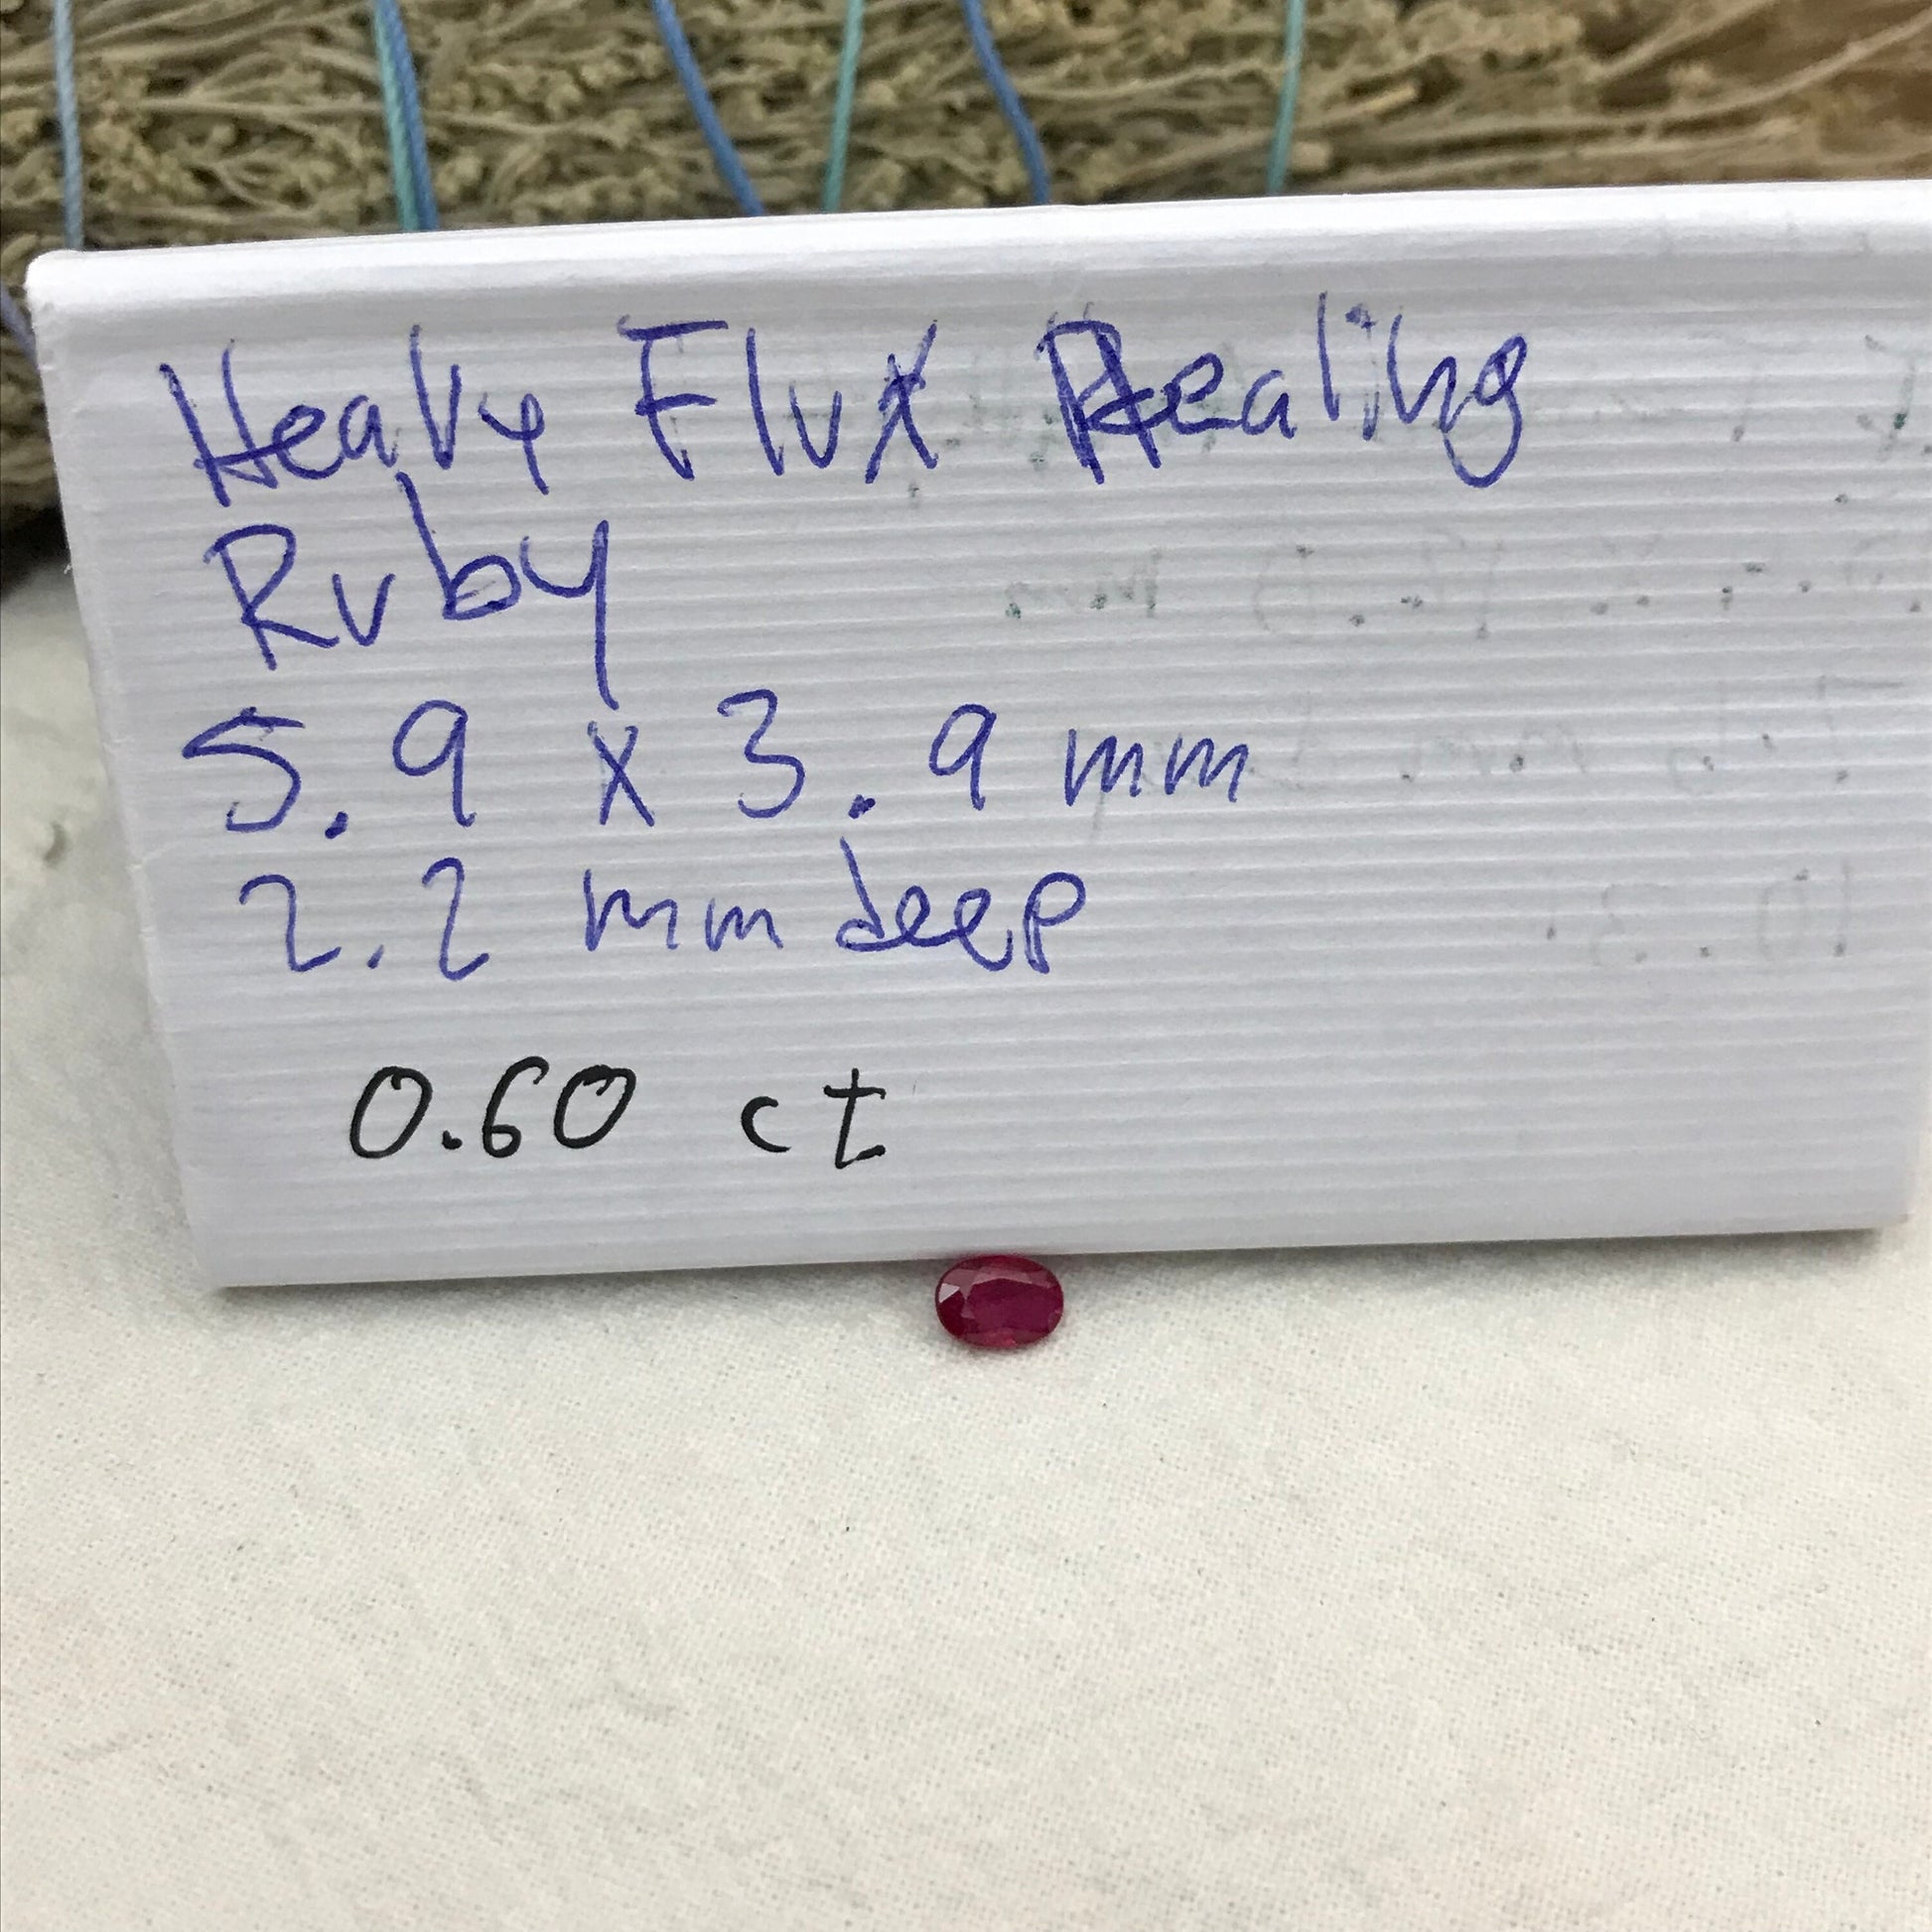 Heavy Flux Healing
Ruby
5.9 x 3.9 mm
2.2 mm deep
0.60 ct